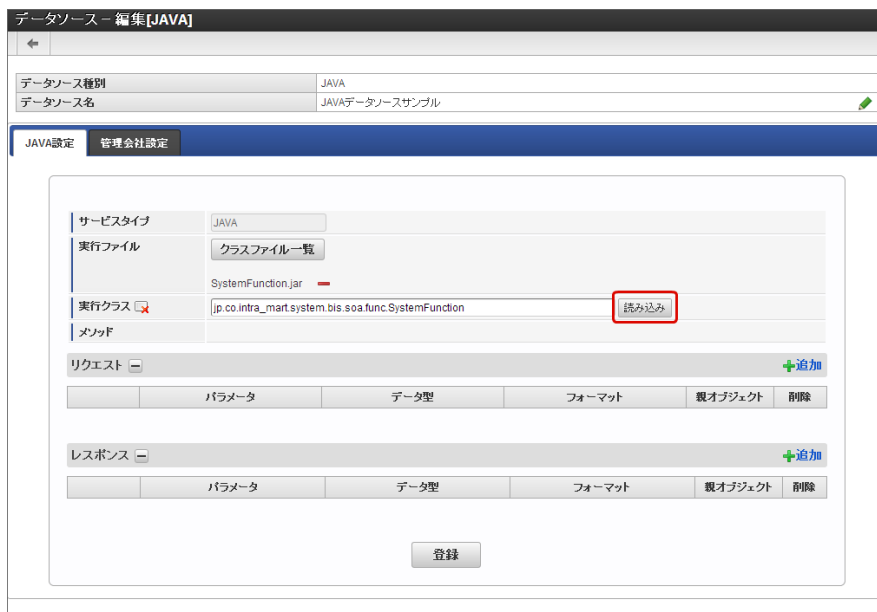 データソース － 編集[JAVA]
データソース種別 JAVA
データソース名 JAVAデータソースサンプル
JAVA設定 管理会社設定
サービスタイプ JAVA
実行ファイル クラスファイル一覧
SystemFunction.jar
実行クラス jp.co.intra_mart.system.bis.soa.func.SystemFunction 読み込み
メソッド
リクエスト 追加
パラメータ データ型 フォーマット 親オブジェクト 削除
レスポンス 追加
パラメータ データ型 フォーマット 親オブジェクト 削除
登録